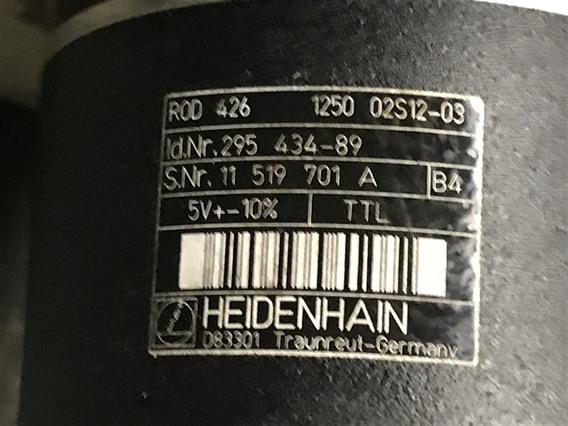 ROD 426 1250 02S12-03
Id.Nr. 295 434-89
S.Nr. 11 519 701 A B4
5V+-10% TTL
HEIDENHAIN
D83301 Traunreut-Germany